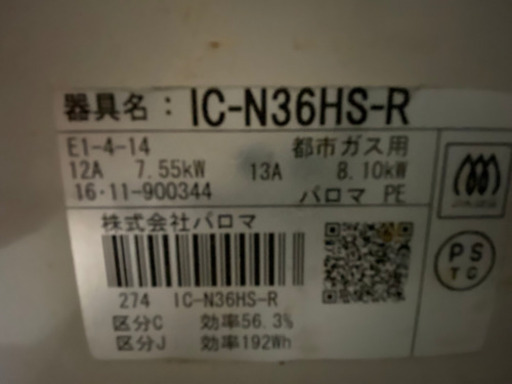 器具名：IC-N36HS-R
E1-4-14 都市ガス用
12A 7.55kW 13A 8.10kW
16・11-900344 パロマ PE
株式会社パロマ
274 IC-N36HS-R
区分C 効率56.3%
区分J 効率192Wh
PS
TG